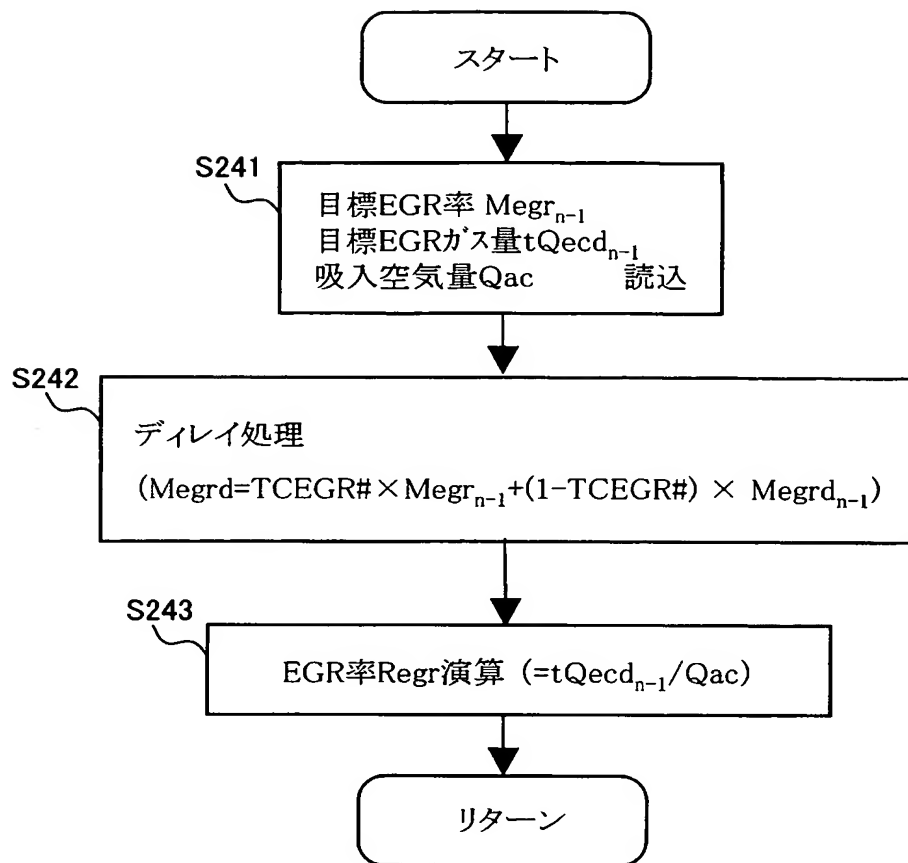 スタート
S241
目標EGR率 Megrn-1
目標EGRガス量tQecdn-1
吸入空気量Qac 読込
S242
ディレイ処理
(Megrd=TCEGR#×Megrn-1+(1-TCEGR#) × Megrdn-1)
S243
EGR率Regr演算 (=tQecdn-1/Qac)
リターン